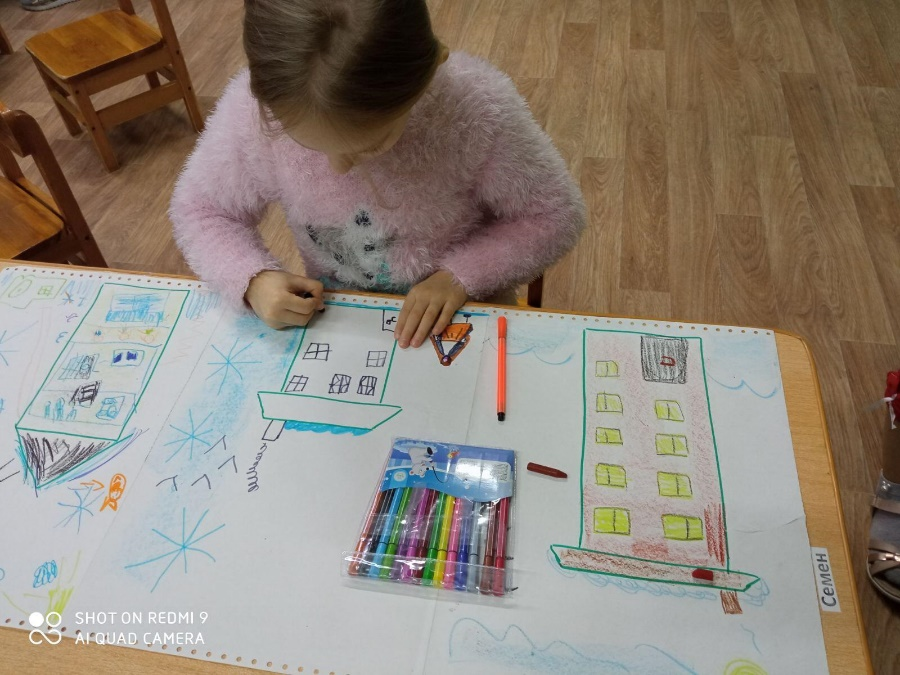 Семен
SHOT ON REDMI 9
AI QUAD CAMERA